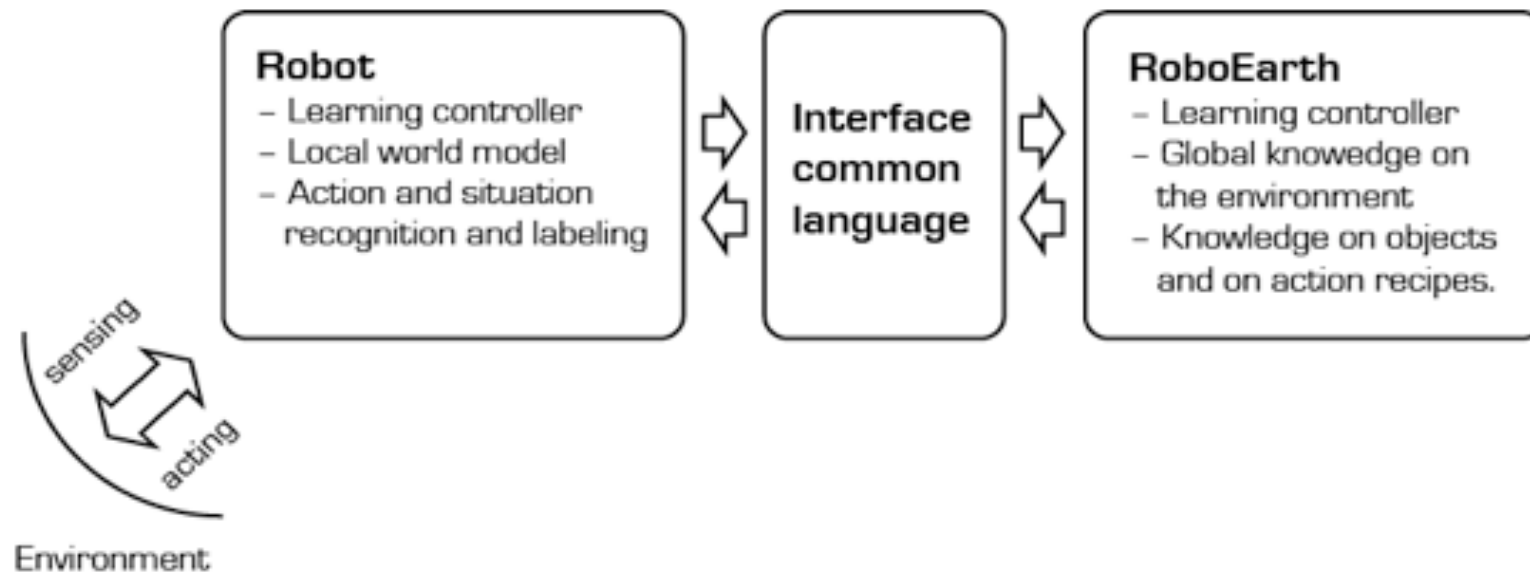 Robot
– Learning controller
– Local world model
– Action and situation
recognition and labeling
Interface
common
language
RoboEarth
– Learning controller
– Global knowedge on
the environment
– Knowledge on objects
and on action recipes.
sensing
acting
Environment